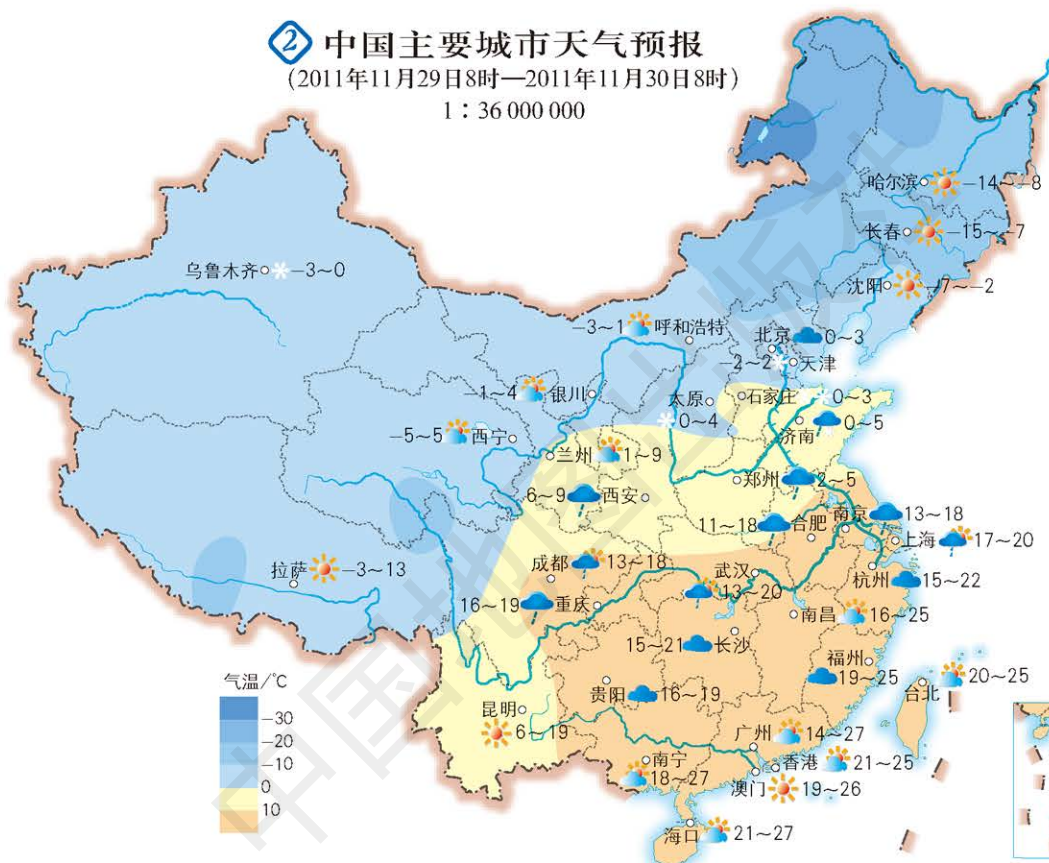 ② 中国主要城市天气预报
(2011年11月29日8时—2011年11月30日8时)
1：36 000 000
哈尔滨 -14～-8
长春 -15～-7
乌鲁木齐 -3～0
沈阳 -7～-2
-3～1 呼和浩特
北京 0～3
-2～2 天津
-1～4 银川
太原 0～4
石家庄 0～3
济南 0～5
-5～5 西宁
兰州 1～9
郑州 2～5
6～9 西安
11～18 合肥
南京 13～18
上海 17～20
成都 13～18
武汉 13～20
杭州 15～22
拉萨 -3～13
16～19 重庆
南昌 16～25
15～21 长沙
福州 19～25
台北 20～25
贵阳 16～19
昆明 6～19
广州 14～27
南宁 18～27
香港 21～25
澳门 19～26
海口 21～27
气温/℃
-30
-20
-10
0
10